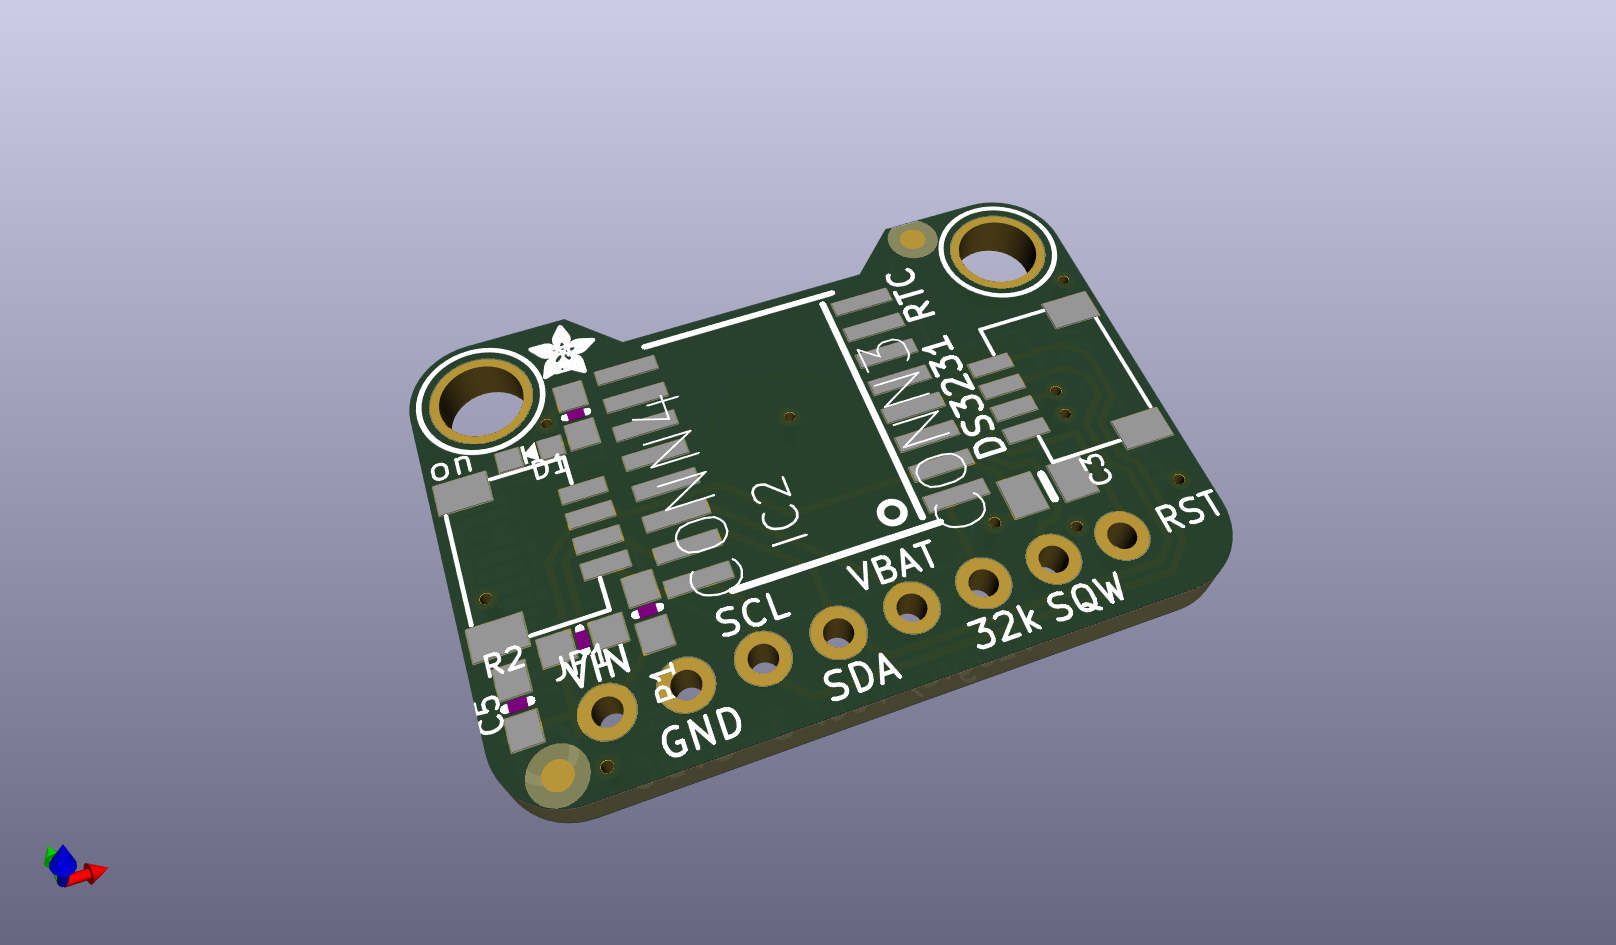 RTC
DS3231
CONN3
CONN4
IC2
on
D1
C3
RST
SQW
32k
VBAT
SDA
SCL
R2
JP1
VIN
R1
GND
C5